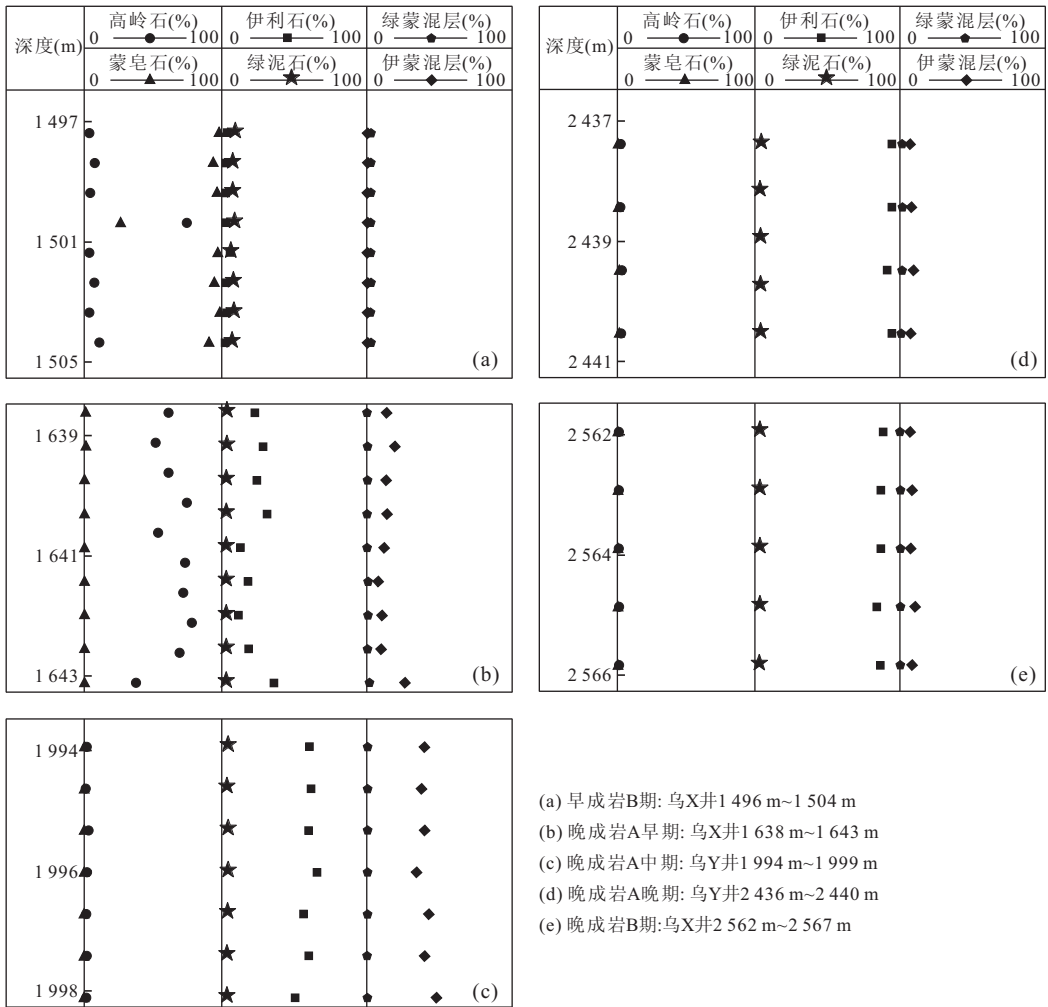 深度(m)
高岭石(%)
0 100
伊利石(%)
0 100
绿蒙混层(%)
0 100
蒙皂石(%)
0 100
绿泥石(%)
0 100
伊蒙混层(%)
0 100
1 497
1 501
1 505
(a)
1 639
1 641
1 643
(b)
1 994
1 996
1 998
(c)
深度(m)
高岭石(%)
0 100
伊利石(%)
0 100
绿蒙混层(%)
0 100
蒙皂石(%)
0 100
绿泥石(%)
0 100
伊蒙混层(%)
0 100
2 437
2 439
2 441
(d)
2 562
2 564
2 566
(e)
(a) 早成岩B期: 乌X井1 496 m~1 504 m
(b) 晚成岩A早期: 乌X井1 638 m~1 643 m
(c) 晚成岩A中期: 乌Y井1 994 m~1 999 m
(d) 晚成岩A晚期: 乌Y井2 436 m~2 440 m
(e) 晚成岩B期:乌X井2 562 m~2 567 m